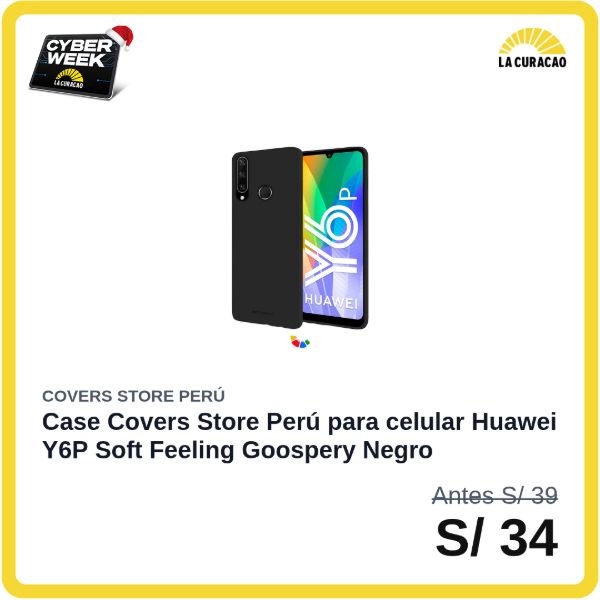 CYBER
WEEK
LA CURACAO
LA CURACAO
Y6P
HUAWEI
COVERS STORE PERÚ
Case Covers Store Perú para celular Huawei
Y6P Soft Feeling Goospery Negro
Antes S/ 39
S/ 34